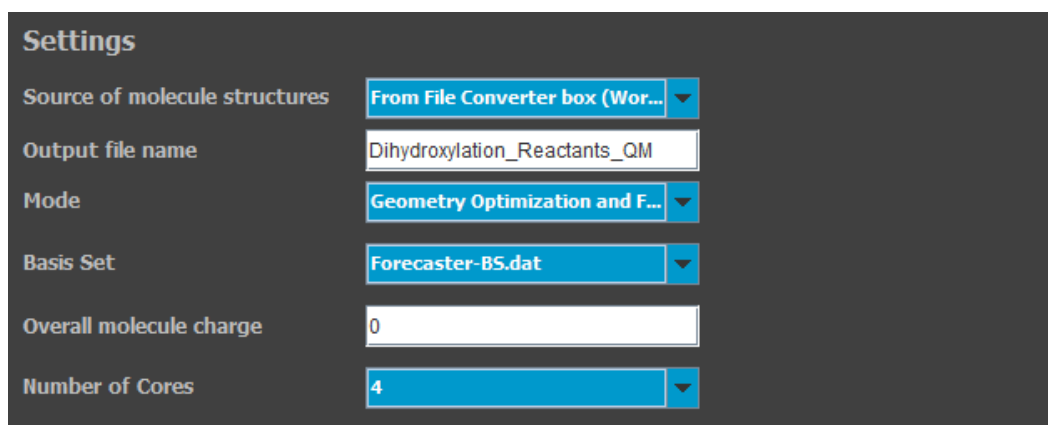 Settings
Source of molecule structures From File Converter box (Wor...
Output file name Dihydroxylation_Reactants_QM
Mode Geometry Optimization and F...
Basis Set Forecaster-BS.dat
Overall molecule charge 0
Number of Cores 4